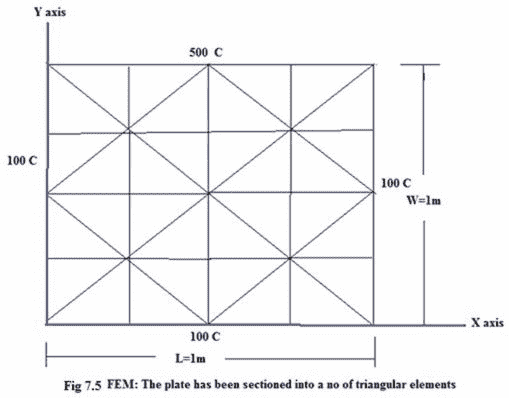 Y axis
500 C
100 C
100 C
W=1m
X axis
100 C
L=1m
Fig 7.5 FEM: The plate has been sectioned into a no of triangular elements